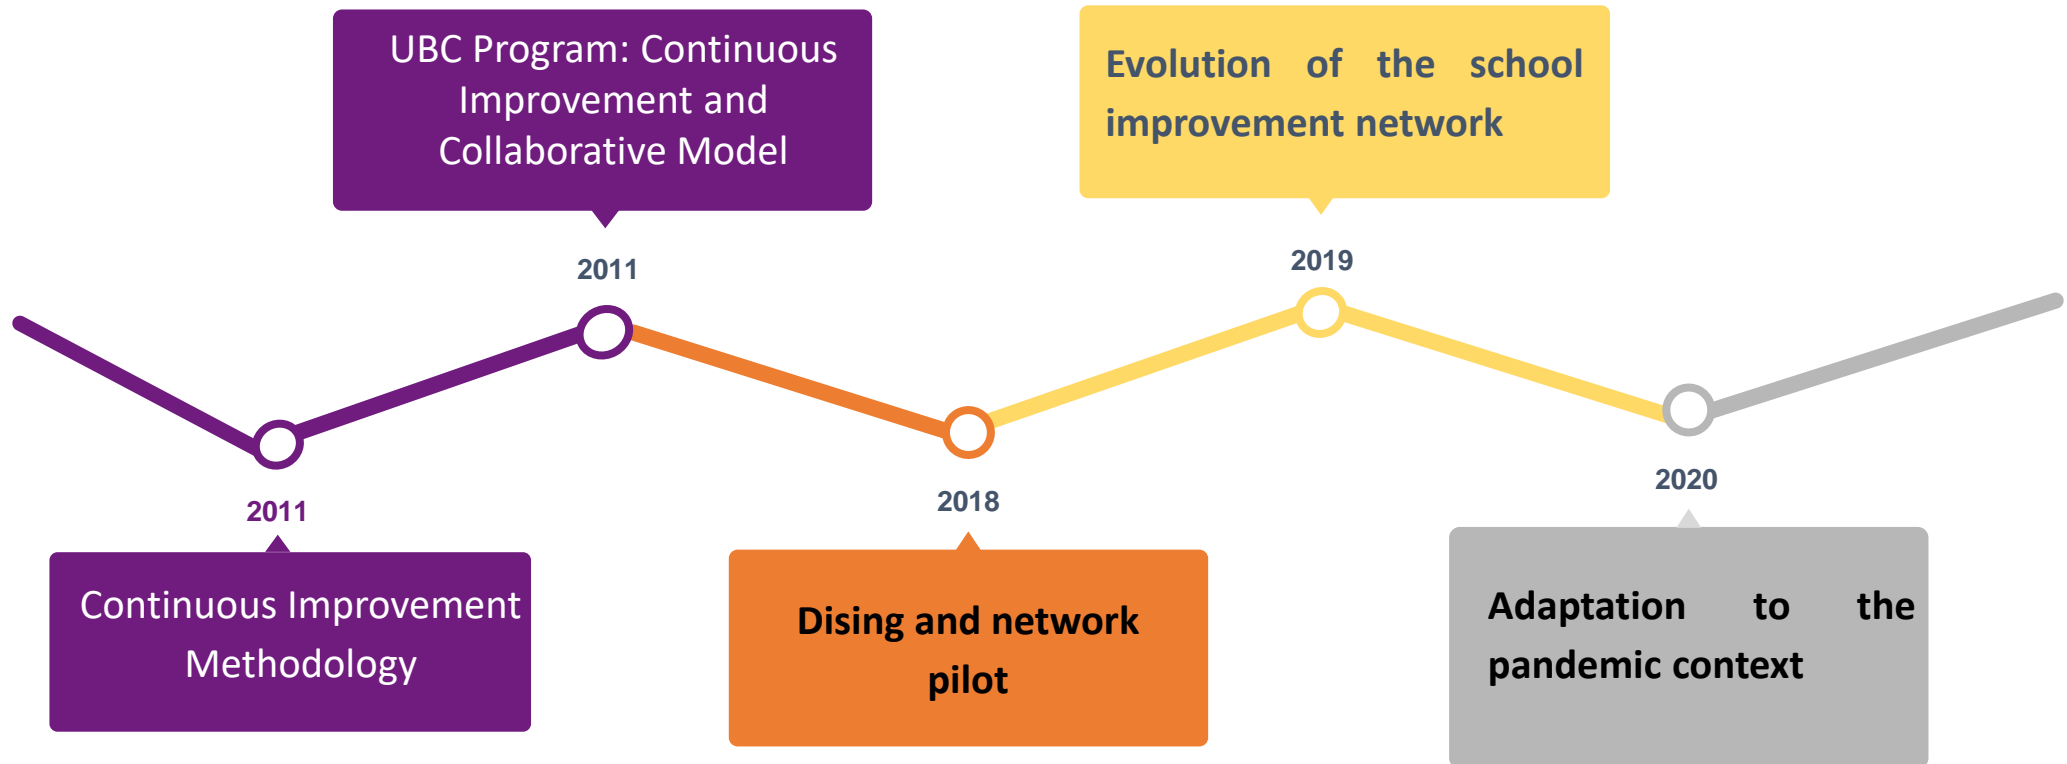 UBC Program: Continuous
Improvement and
Collaborative Model
2011
Evolution of the school
improvement network
2019
2011
Continuous Improvement
Methodology
2018
Dising and network
pilot
2020
Adaptation to the
pandemic context